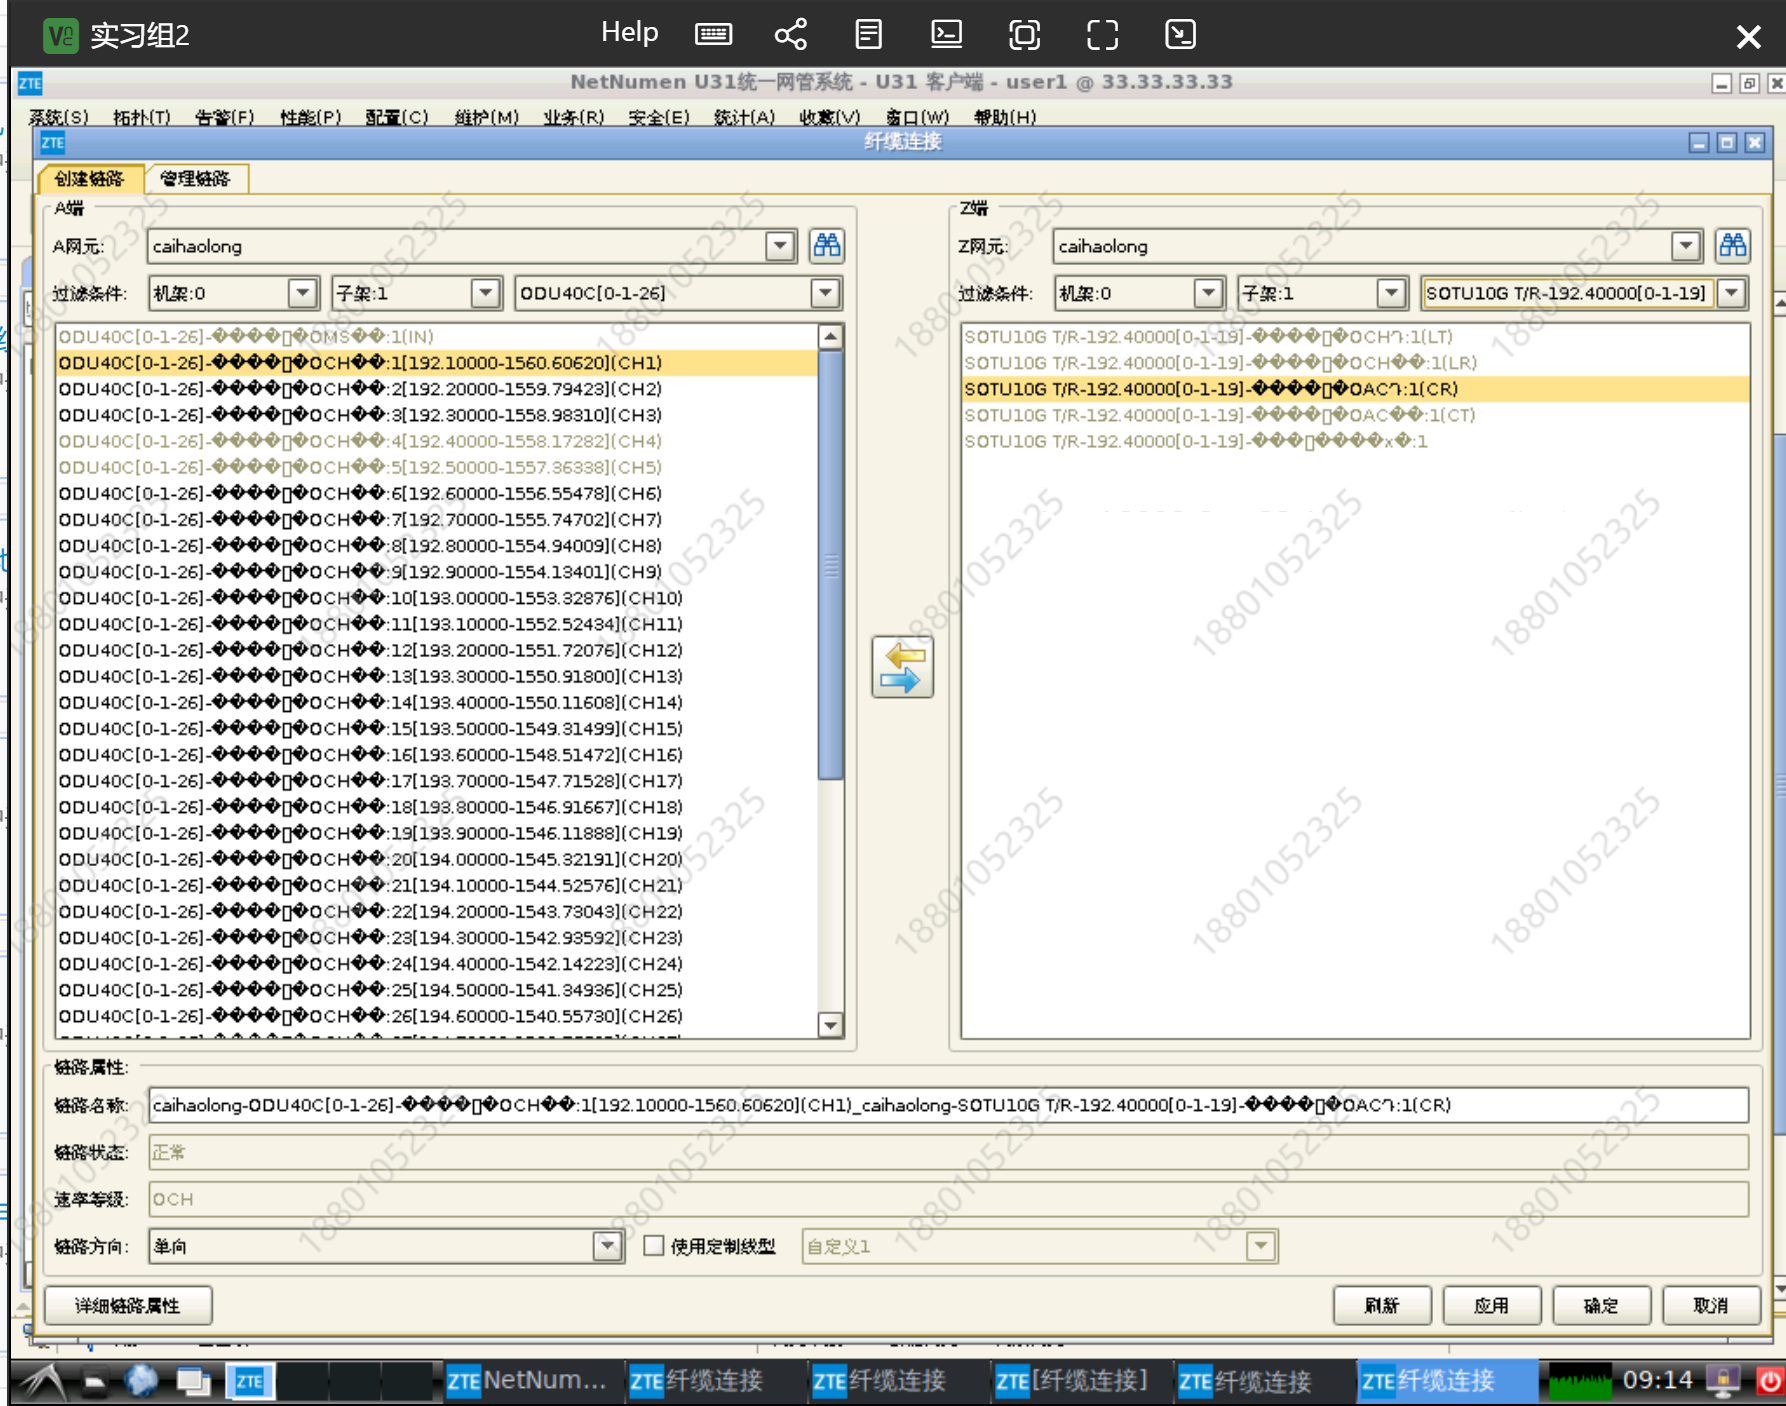 实习组2
Help
NetNumen U31统一网管系统 - U31 客户端 - user1 @ 33.33.33.33
系统(S) 拓扑(T) 告警(F) 性能(P) 配置(C) 维护(M) 业务(R) 安全(E) 统计(A) 收藏(V) 窗口(W) 帮助(H)
ZTE 纤缆连接
创建链路 管理链路
A端
A网元: caihaolong
过滤条件: 机架:0 子架:1 ODU40C[0-1-26]
ODU40C[0-1-26]-����▯�OMS��:1(IN)
ODU40C[0-1-26]-����▯�OCH��:1[192.10000-1560.60620](CH1)
ODU40C[0-1-26]-����▯�OCH��:2[192.20000-1559.79423](CH2)
ODU40C[0-1-26]-����▯�OCH��:3[192.30000-1558.98310](CH3)
ODU40C[0-1-26]-����▯�OCH��:4[192.40000-1558.17282](CH4)
ODU40C[0-1-26]-����▯�OCH��:5[192.50000-1557.36338](CH5)
ODU40C[0-1-26]-����▯�OCH��:6[192.60000-1556.55478](CH6)
ODU40C[0-1-26]-����▯�OCH��:7[192.70000-1555.74702](CH7)
ODU40C[0-1-26]-����▯�OCH��:8[192.80000-1554.94009](CH8)
ODU40C[0-1-26]-����▯�OCH��:9[192.90000-1554.13401](CH9)
ODU40C[0-1-26]-����▯�OCH��:10[193.00000-1553.32876](CH10)
ODU40C[0-1-26]-����▯�OCH��:11[193.10000-1552.52434](CH11)
ODU40C[0-1-26]-����▯�OCH��:12[193.20000-1551.72076](CH12)
ODU40C[0-1-26]-����▯�OCH��:13[193.30000-1550.91800](CH13)
ODU40C[0-1-26]-����▯�OCH��:14[193.40000-1550.11608](CH14)
ODU40C[0-1-26]-����▯�OCH��:15[193.50000-1549.31499](CH15)
ODU40C[0-1-26]-����▯�OCH��:16[193.60000-1548.51472](CH16)
ODU40C[0-1-26]-����▯�OCH��:17[193.70000-1547.71528](CH17)
ODU40C[0-1-26]-����▯�OCH��:18[193.80000-1546.91667](CH18)
ODU40C[0-1-26]-����▯�OCH��:19[193.90000-1546.11888](CH19)
ODU40C[0-1-26]-����▯�OCH��:20[194.00000-1545.32191](CH20)
ODU40C[0-1-26]-����▯�OCH��:21[194.10000-1544.52576](CH21)
ODU40C[0-1-26]-����▯�OCH��:22[194.20000-1543.73043](CH22)
ODU40C[0-1-26]-����▯�OCH��:23[194.30000-1542.93592](CH23)
ODU40C[0-1-26]-����▯�OCH��:24[194.40000-1542.14223](CH24)
ODU40C[0-1-26]-����▯�OCH��:25[194.50000-1541.34936](CH25)
ODU40C[0-1-26]-����▯�OCH��:26[194.60000-1540.55730](CH26)
Z端
Z网元: caihaolong
过滤条件: 机架:0 子架:1 SOTU10G T/R-192.40000[0-1-19]
SOTU10G T/R-192.40000[0-1-19]-����▯�OCHԴ:1(LT)
SOTU10G T/R-192.40000[0-1-19]-����▯�OCH��:1(LR)
SOTU10G T/R-192.40000[0-1-19]-����▯�OACԴ:1(CR)
SOTU10G T/R-192.40000[0-1-19]-����▯�OAC��:1(CT)
SOTU10G T/R-192.40000[0-1-19]-���▯����x�:1
链路属性:
链路名称: caihaolong-ODU40C[0-1-26]-����▯�OCH��:1[192.10000-1560.60620](CH1)_caihaolong-SOTU10G T/R-192.40000[0-1-19]-����▯�OACԴ:1(CR)
链路状态: 正常
速率等级: OCH
链路方向: 单向 使用定制线型 自定义1
详细链路属性 刷新 应用 确定 取消
ZTE ZTE NetNum... ZTE 纤缆连接 ZTE 纤缆连接 ZTE [纤缆连接] ZTE 纤缆连接 ZTE 纤缆连接 09:14
18801052325